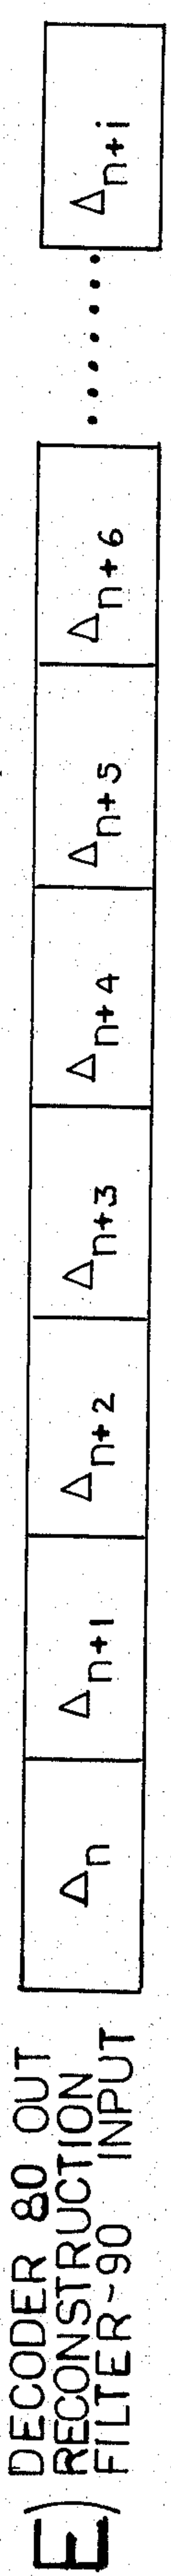 E) DECODER 80 OUT
RECONSTRUCTION
FILTER-90 INPUT
Δn Δn+1 Δn+2 Δn+3 Δn+4 Δn+5 Δn+6 ....... Δn+i